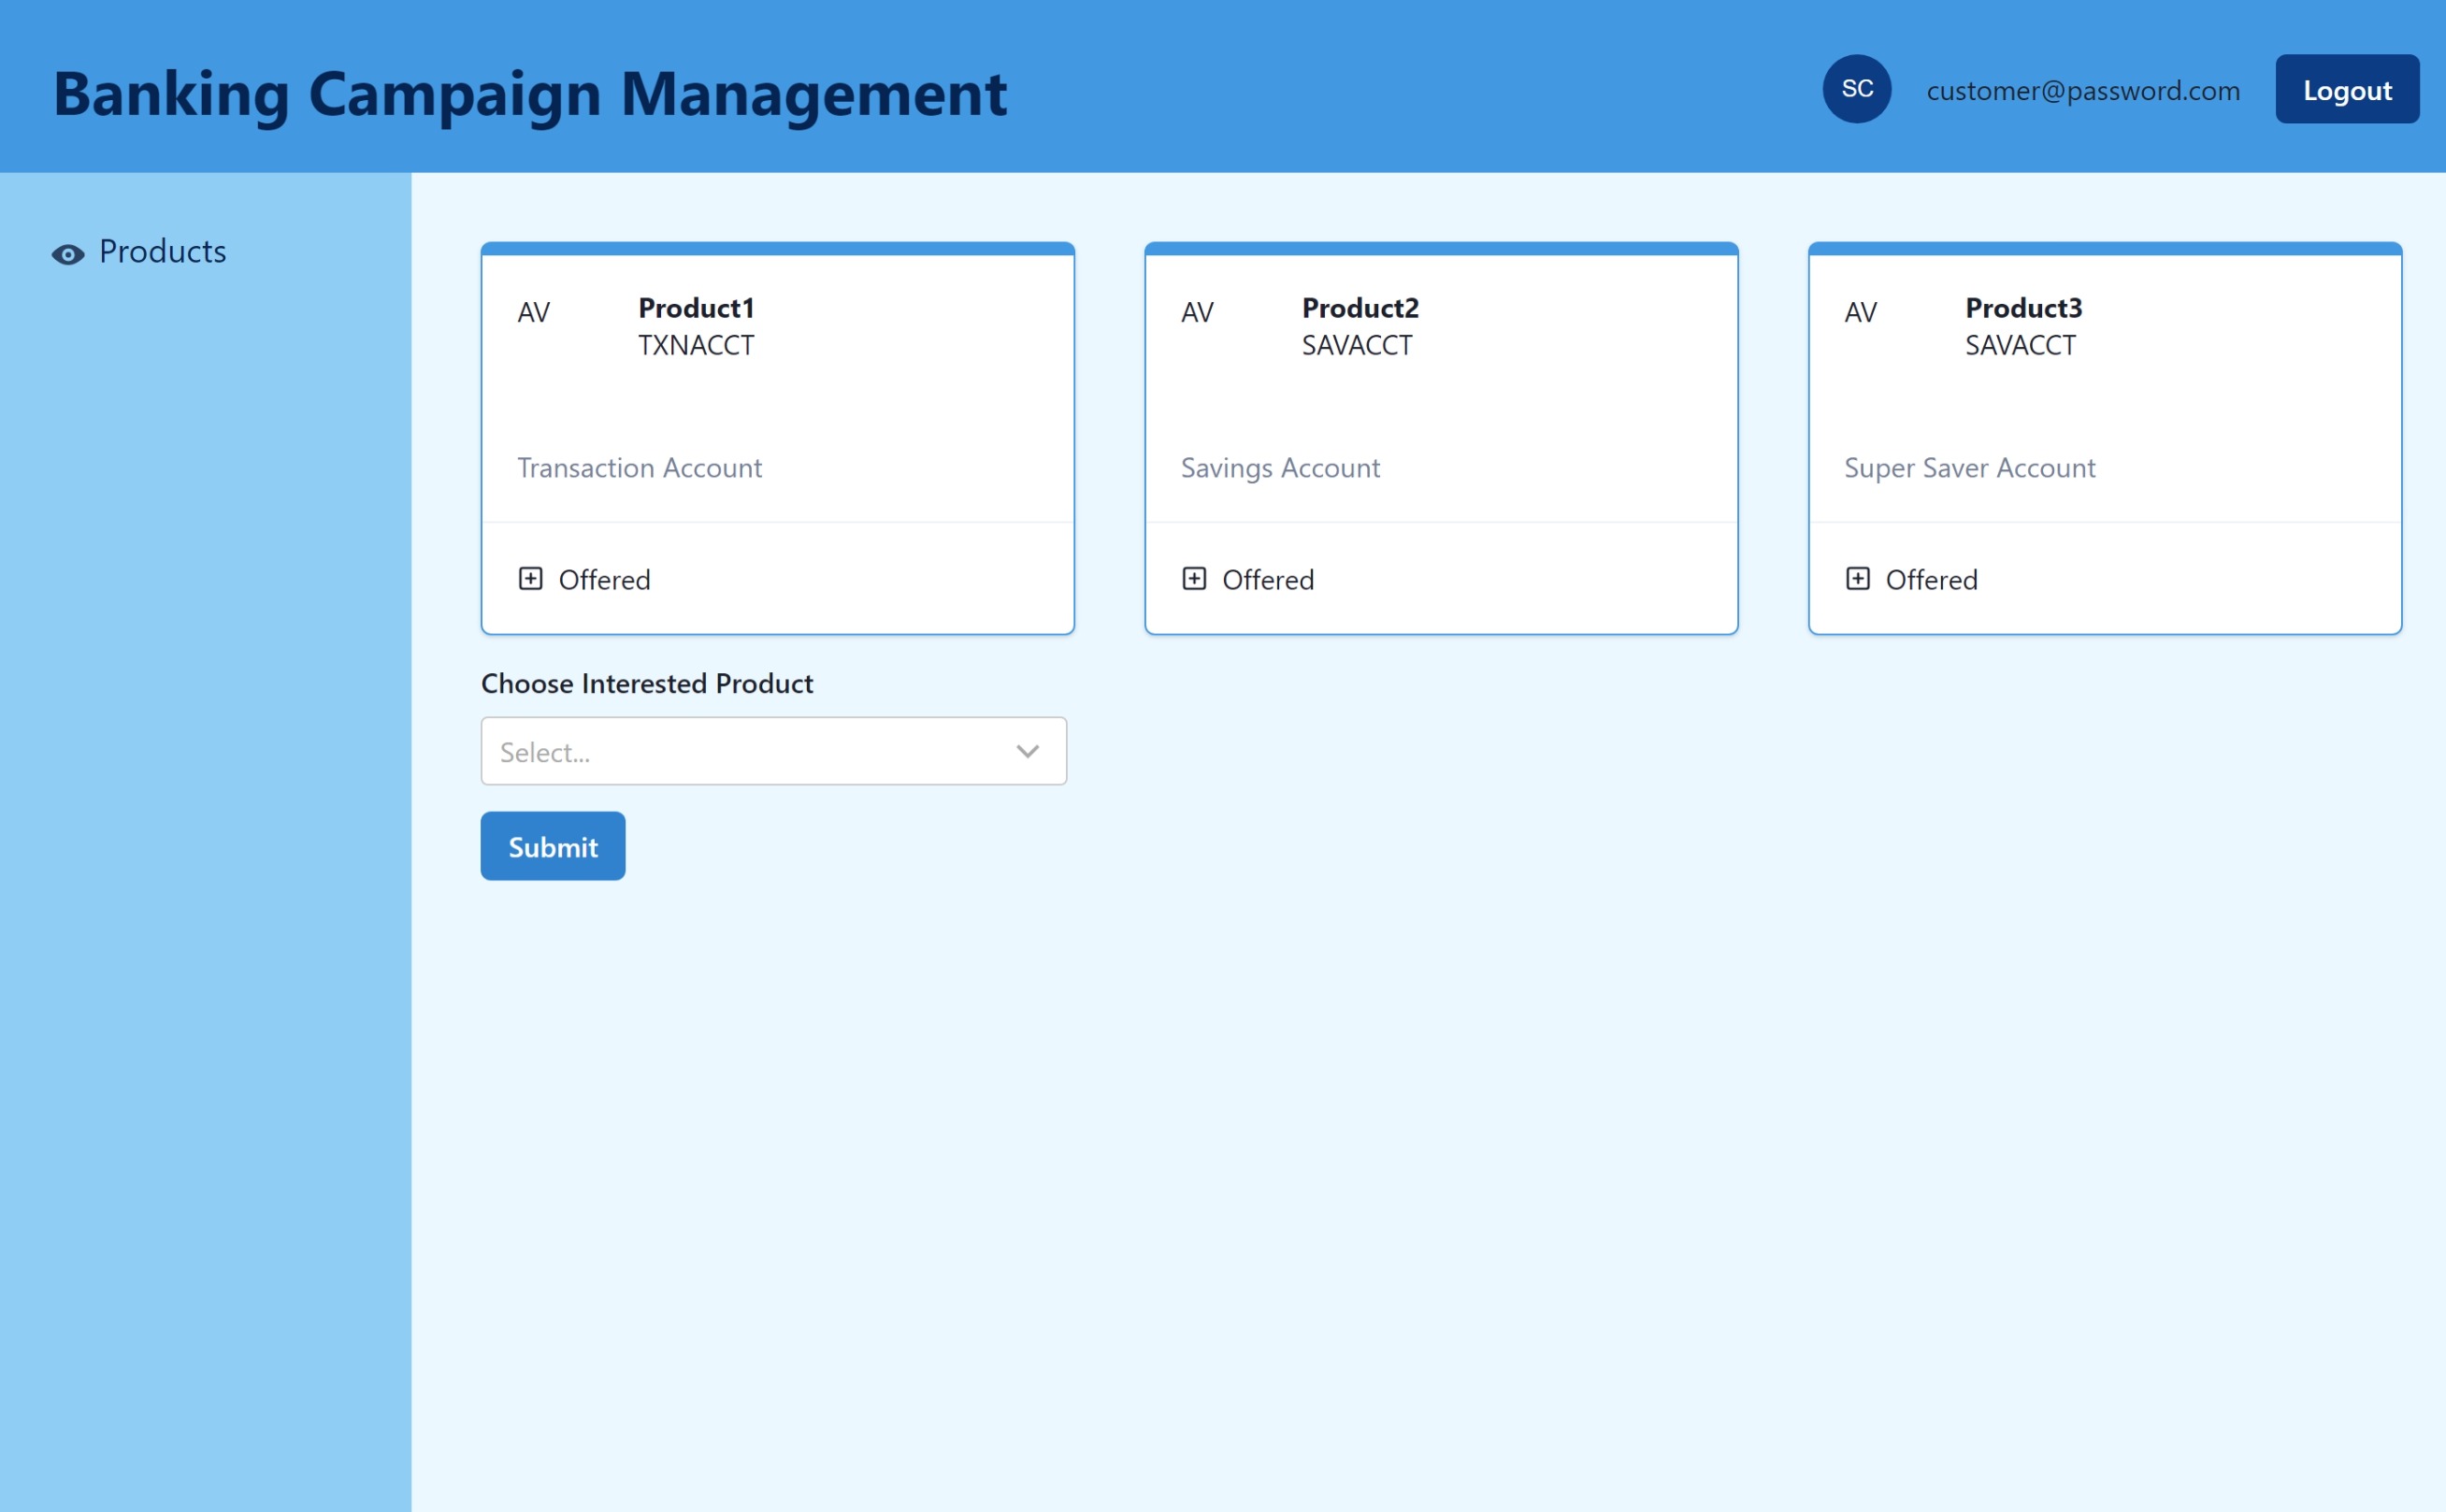 Banking Campaign Management
SC
customer@password.com
Logout
Products
AV
Product1
TXNACCT
Transaction Account
Offered
AV
Product2
SAVACCT
Savings Account
Offered
AV
Product3
SAVACCT
Super Saver Account
Offered
Choose Interested Product
Select...
Submit